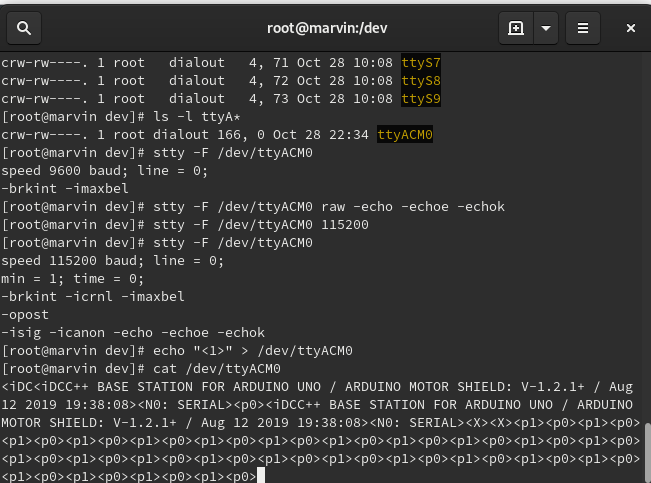 root@marvin:/dev
crw-rw----. 1 root   dialout   4, 71 Oct 28 10:08 ttyS7
crw-rw----. 1 root   dialout   4, 72 Oct 28 10:08 ttyS8
crw-rw----. 1 root   dialout   4, 73 Oct 28 10:08 ttyS9
[root@marvin dev]# ls -l ttyA*
crw-rw----. 1 root dialout 166, 0 Oct 28 22:34 ttyACM0
[root@marvin dev]# stty -F /dev/ttyACM0
speed 9600 baud; line = 0;
-brkint -imaxbel
[root@marvin dev]# stty -F /dev/ttyACM0 raw -echo -echoe -echok
[root@marvin dev]# stty -F /dev/ttyACM0 115200
[root@marvin dev]# stty -F /dev/ttyACM0
speed 115200 baud; line = 0;
min = 1; time = 0;
-brkint -icrnl -imaxbel
-opost
-isig -icanon -echo -echoe -echok
[root@marvin dev]# echo "<1>" > /dev/ttyACM0
[root@marvin dev]# cat /dev/ttyACM0
<iDC<iDCC++ BASE STATION FOR ARDUINO UNO / ARDUINO MOTOR SHIELD: V-1.2.1+ / Aug
12 2019 19:38:08><N0: SERIAL><p0><iDCC++ BASE STATION FOR ARDUINO UNO / ARDUINO
MOTOR SHIELD: V-1.2.1+ / Aug 12 2019 19:38:08><N0: SERIAL><X><X><p1><p0><p1><p0>
<p1><p0><p1><p0><p1><p0><p1><p0><p1><p0><p1><p0><p1><p0><p1><p0><p1><p0><p1><p0>
<p1><p0><p1><p0><p1><p0><p1><p0><p1><p0><p1><p0><p1><p0><p1><p0><p1><p0><p1><p0>
<p1><p0><p1><p0><p1><p0><p1><p0>